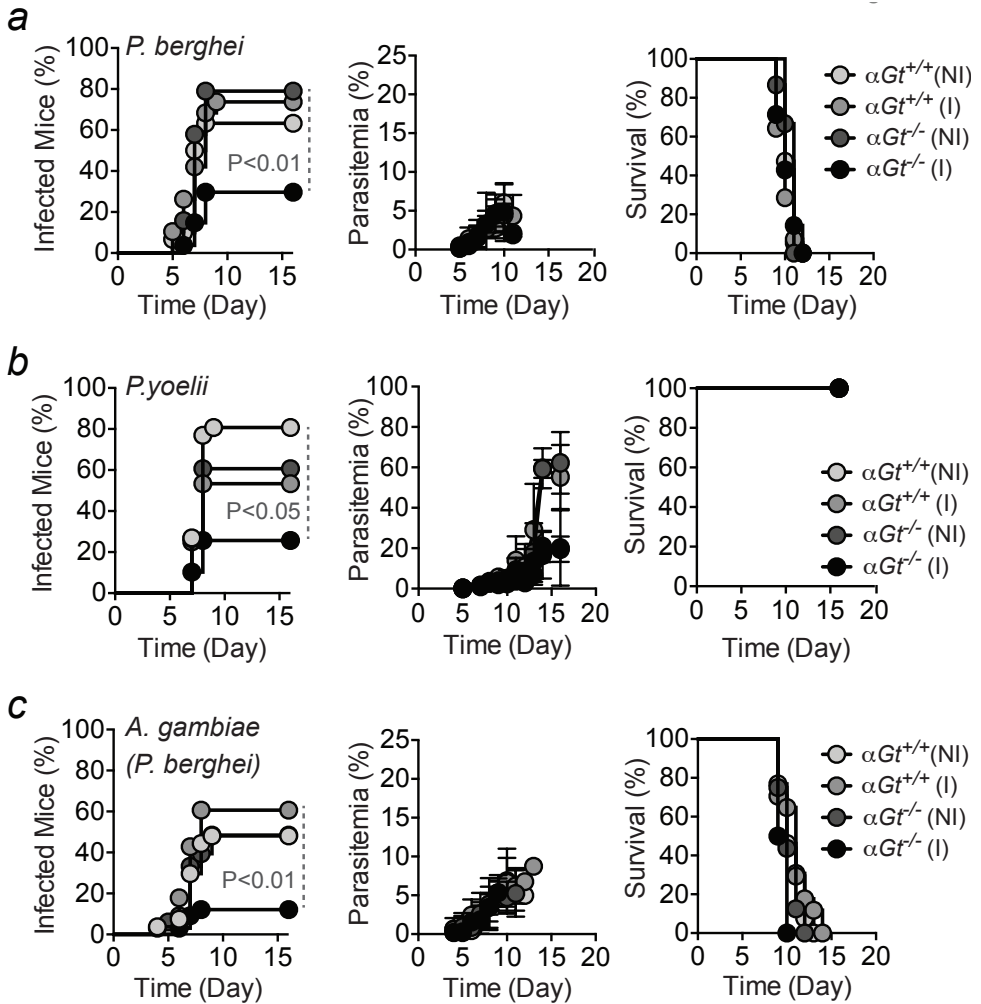 a
P. berghei
Infected Mice (%)
100
80
60
40
20
0
P<0.01
0 5 10 15
Time (Day)
Parasitemia (%)
25
20
15
10
5
0
0 5 10 15 20
Time (Day)
Survival (%)
100
80
60
40
20
0
0 5 10 15 20
Time (Day)
αGt+/+(NI)
αGt+/+ (I)
αGt-/- (NI)
αGt-/- (I)
b
P.yoelii
Infected Mice (%)
100
80
60
40
20
0
P<0.05
0 5 10 15
Time (Day)
Parasitemia (%)
100
80
60
40
20
0
0 5 10 15 20
Time (Day)
Survival (%)
100
80
60
40
20
0
0 5 10 15 20
Time (Day)
αGt+/+(NI)
αGt+/+ (I)
αGt-/- (NI)
αGt-/- (I)
c
A. gambiae
(P. berghei)
Infected Mice (%)
100
80
60
40
20
0
P<0.01
0 5 10 15
Time (Day)
Parasitemia (%)
25
20
15
10
5
0
0 5 10 15 20
Time (Day)
Survival (%)
100
80
60
40
20
0
0 5 10 15 20
Time (Day)
αGt+/+(NI)
αGt+/+ (I)
αGt-/- (NI)
αGt-/- (I)